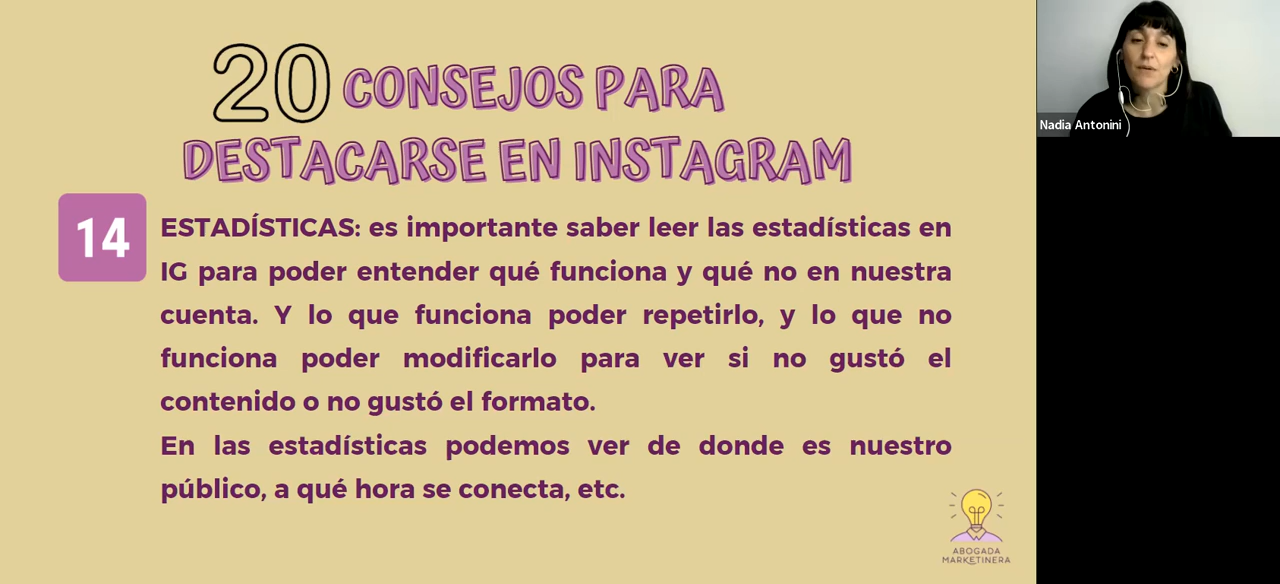 20 CONSEJOS PARA
DESTACARSE EN INSTAGRAM
14
ESTADÍSTICAS: es importante saber leer las estadísticas en
IG para poder entender qué funciona y qué no en nuestra
cuenta. Y lo que funciona poder repetirlo, y lo que no
funciona poder modificarlo para ver si no gustó el
contenido o no gustó el formato.
En las estadísticas podemos ver de donde es nuestro
público, a qué hora se conecta, etc.
ABOGADA
MARKETINERA
Nadia Antonini